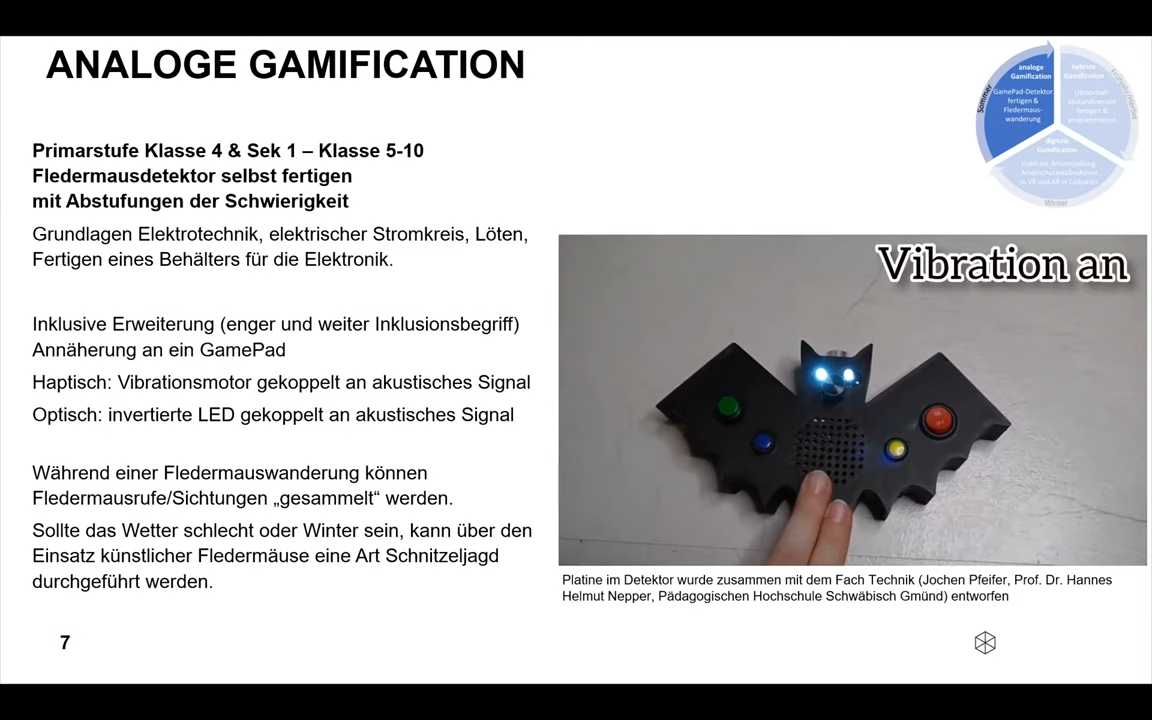 ANALOGE GAMIFICATION
Primarstufe Klasse 4 & Sek 1 – Klasse 5-10
Fledermausdetektor selbst fertigen
mit Abstufungen der Schwierigkeit
Grundlagen Elektrotechnik, elektrischer Stromkreis, Löten,
Fertigen eines Behälters für die Elektronik.
Inklusive Erweiterung (enger und weiter Inklusionsbegriff)
Annäherung an ein GamePad
Haptisch: Vibrationsmotor gekoppelt an akustisches Signal
Optisch: invertierte LED gekoppelt an akustisches Signal
Während einer Fledermauswanderung können
Fledermausrufe/Sichtungen „gesammelt“ werden.
Sollte das Wetter schlecht oder Winter sein, kann über den
Einsatz künstlicher Fledermäuse eine Art Schnitzeljagd
durchgeführt werden.
7
Sommer
analoge
Gamification
GamePad-Detektor
fertigen &
Fledermaus-
wanderung
hybride
Gamification
Ultraschall
abstandssensor
fertigen &
programmieren
Frühjahr/Herbst
digitale
Gamification
Habitate, Artenstellung,
Artenschutzmaßnahmen
in VR und AR in CoSpaces
Winter
Vibration an
Platine im Detektor wurde zusammen mit dem Fach Technik (Jochen Pfeifer, Prof. Dr. Hannes
Helmut Nepper, Pädagogischen Hochschule Schwäbisch Gmünd) entworfen